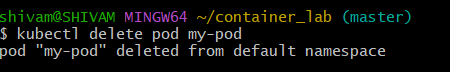 shivam@SHIVAM MINGW64 ~/container_lab (master)
$ kubectl delete pod my-pod
pod "my-pod" deleted from default namespace